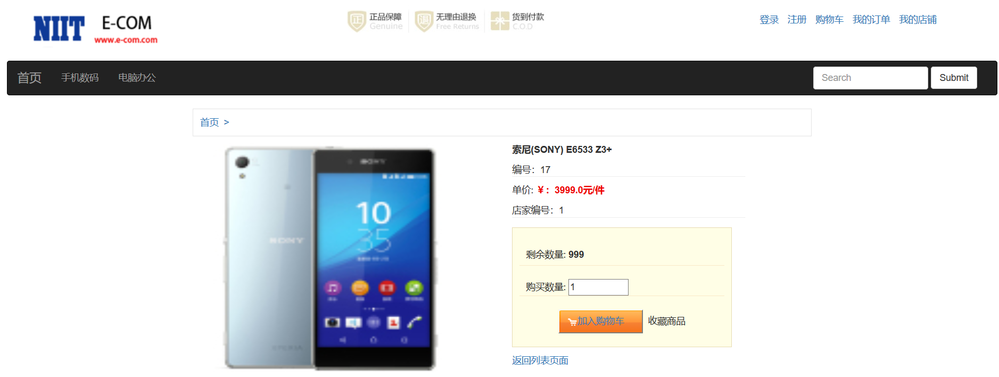 NIIT E-COM
www.e-com.com
正 正品保障 Genuine
退 无理由退换 Free Returns
货到付款 C.O.D
登录 注册 购物车 我的订单 我的店铺
首页 手机数码 电脑办公 Search Submit
首页 >
SONY
10
35
SONY
XPERIA
索尼(SONY) E6533 Z3+
编号：17
单价: ¥：3999.0元/件
店家编号：1
剩余数量: 999
购买数量: 1
加入购物车 收藏商品
返回列表页面